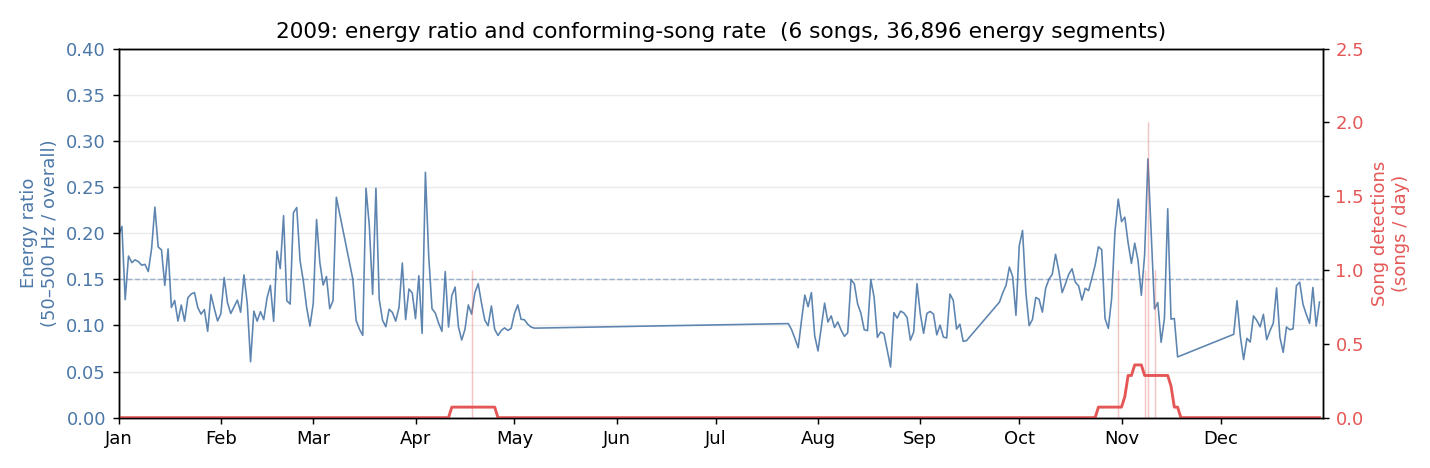 2009: energy ratio and conforming-song rate  (6 songs, 36,896 energy segments)
Energy ratio
(50–500 Hz / overall)
0.40
0.35
0.30
0.25
0.20
0.15
0.10
0.05
0.00
2.5
2.0
1.5
1.0
0.5
0.0
Song detections
(songs / day)
Jan Feb Mar Apr May Jun Jul Aug Sep Oct Nov Dec